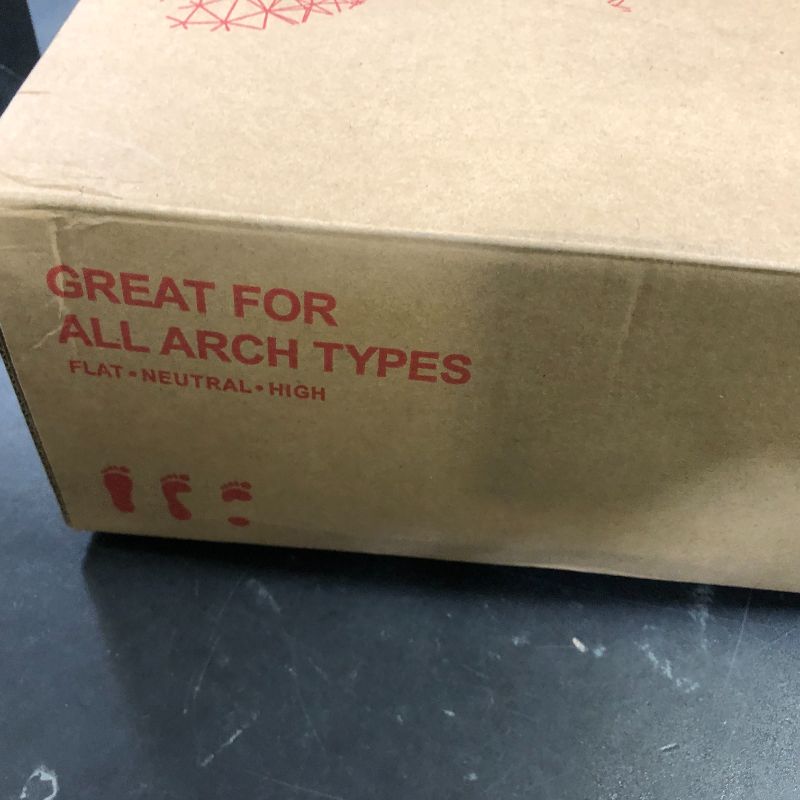 GREAT FOR
ALL ARCH TYPES
FLAT•NEUTRAL•HIGH